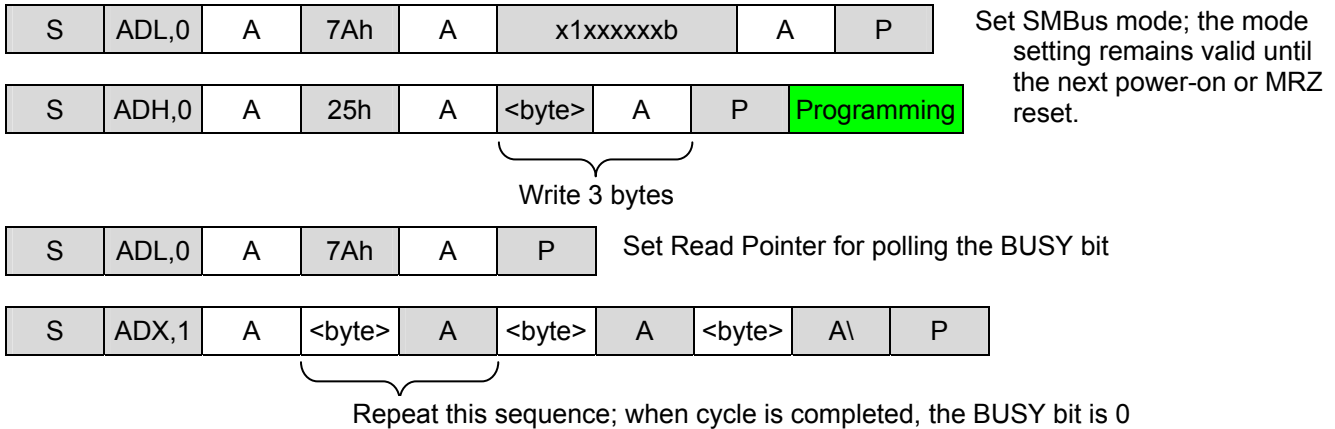 S ADL,0 A 7Ah A x1xxxxxxb A P
Set SMBus mode; the mode
setting remains valid until
the next power-on or MRZ
reset.
S ADH,0 A 25h A <byte> A P Programming
Write 3 bytes
S ADL,0 A 7Ah A P
Set Read Pointer for polling the BUSY bit
S ADX,1 A <byte> A <byte> A <byte> A\ P
Repeat this sequence; when cycle is completed, the BUSY bit is 0